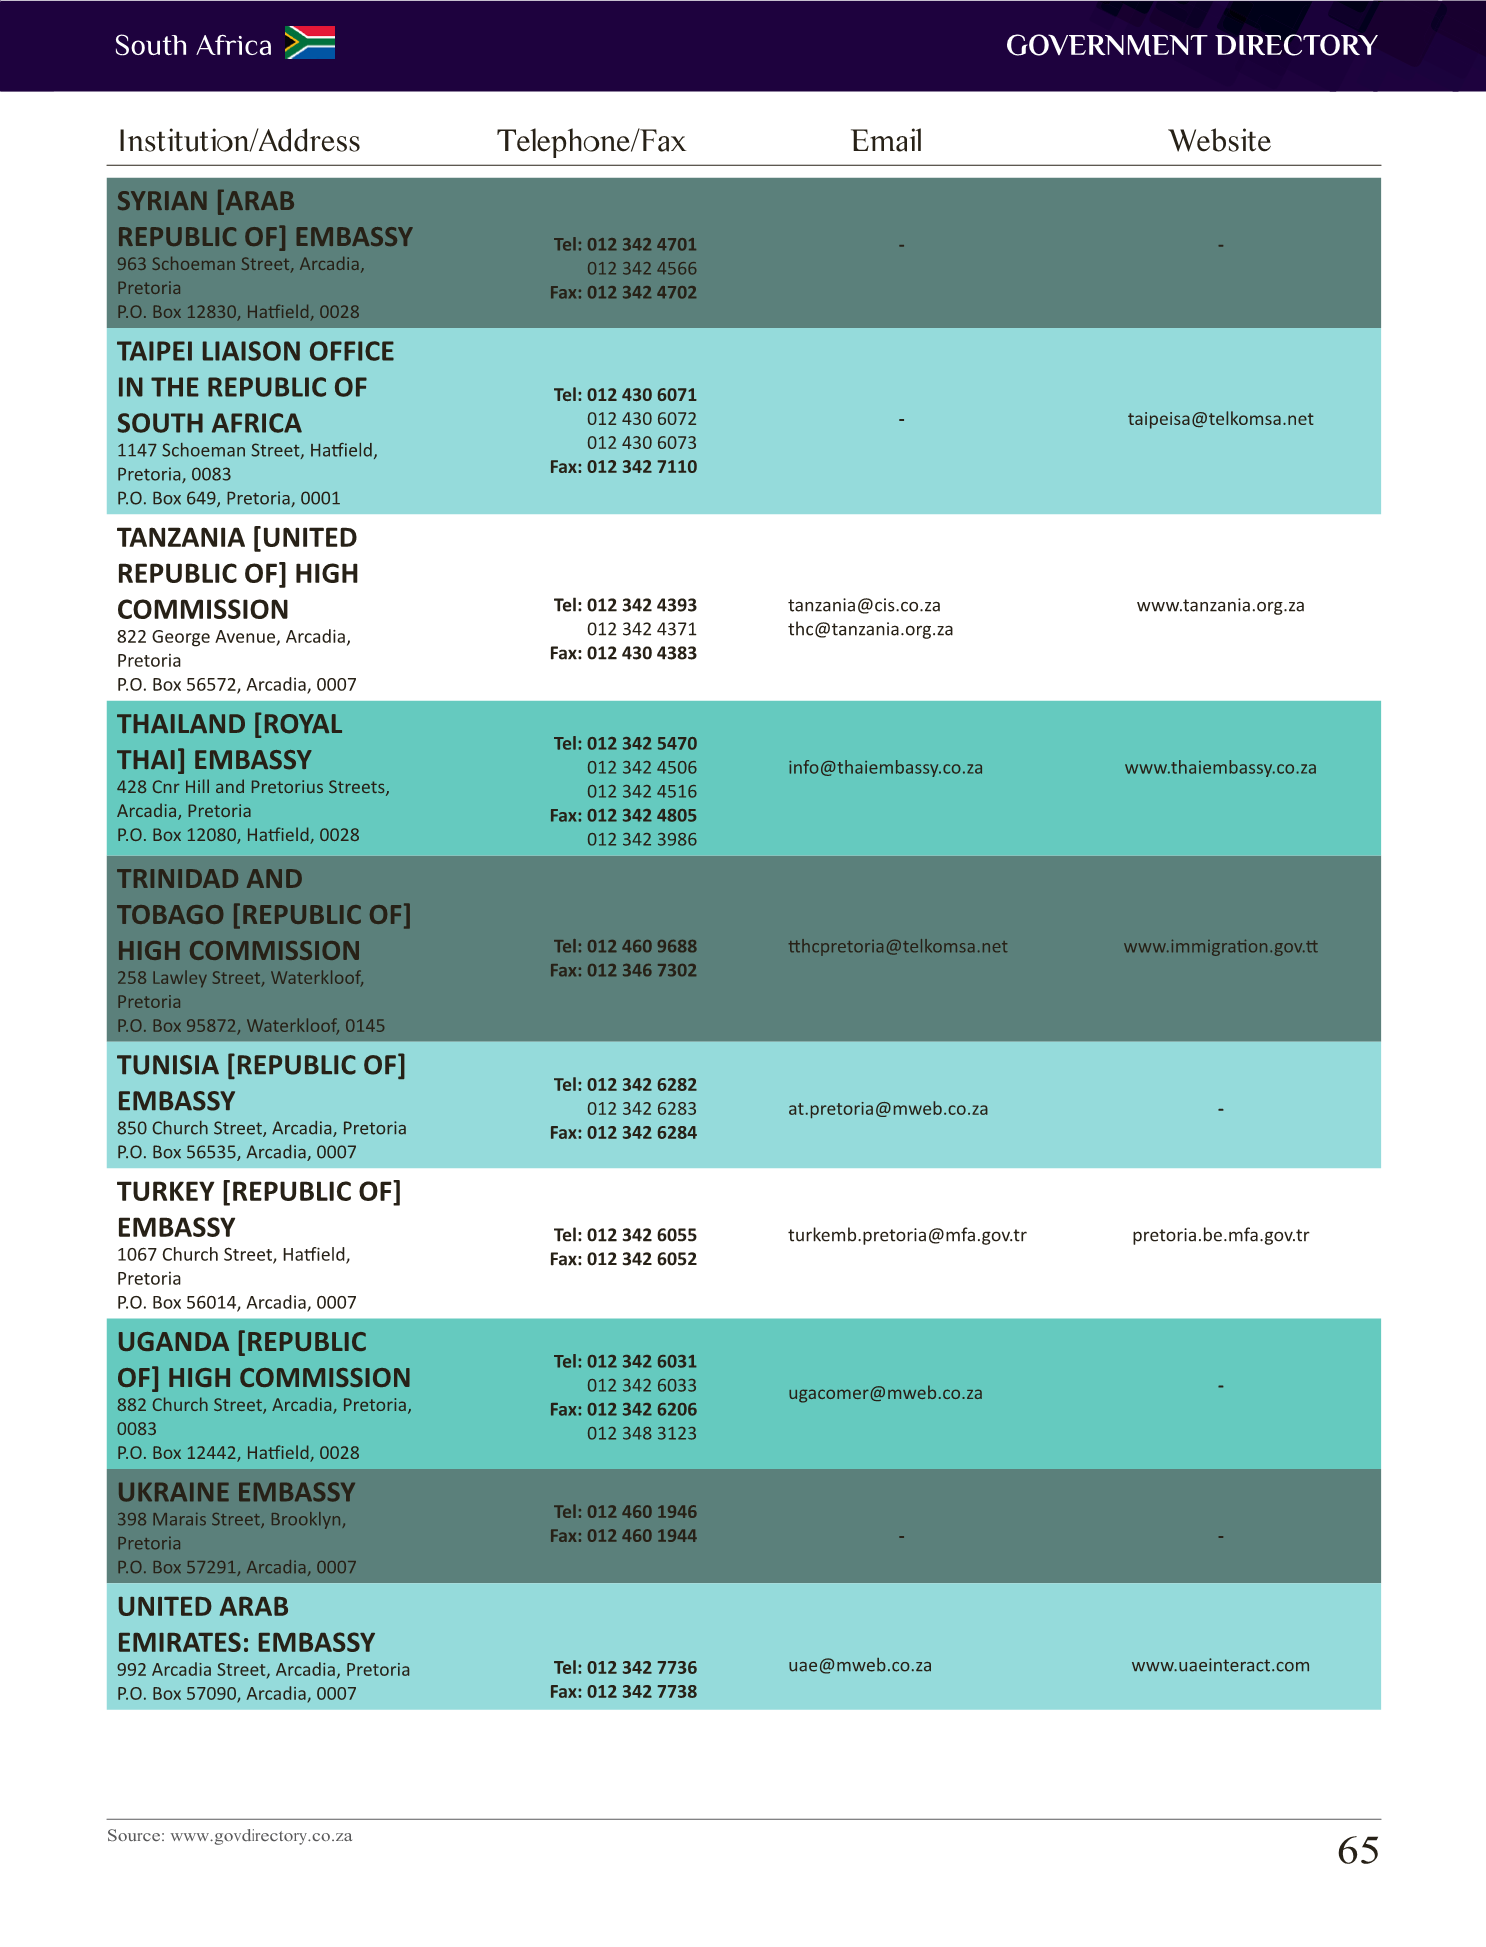 South Africa
GOVERNMENT DIRECTORY
Institution/Address Telephone/Fax Email Website
SYRIAN [ARAB
REPUBLIC OF] EMBASSY
963 Schoeman Street, Arcadia,
Pretoria
P.O. Box 12830, Hatfield, 0028
Tel: 012 342 4701
012 342 4566
Fax: 012 342 4702
-
-
TAIPEI LIAISON OFFICE
IN THE REPUBLIC OF
SOUTH AFRICA
1147 Schoeman Street, Hatfield,
Pretoria, 0083
P.O. Box 649, Pretoria, 0001
Tel: 012 430 6071
012 430 6072
012 430 6073
Fax: 012 342 7110
-
taipeisa@telkomsa.net
TANZANIA [UNITED
REPUBLIC OF] HIGH
COMMISSION
822 George Avenue, Arcadia,
Pretoria
P.O. Box 56572, Arcadia, 0007
Tel: 012 342 4393
012 342 4371
Fax: 012 430 4383
tanzania@cis.co.za
thc@tanzania.org.za
www.tanzania.org.za
THAILAND [ROYAL
THAI] EMBASSY
428 Cnr Hill and Pretorius Streets,
Arcadia, Pretoria
P.O. Box 12080, Hatfield, 0028
Tel: 012 342 5470
012 342 4506
012 342 4516
Fax: 012 342 4805
012 342 3986
info@thaiembassy.co.za
www.thaiembassy.co.za
TRINIDAD AND
TOBAGO [REPUBLIC OF]
HIGH COMMISSION
258 Lawley Street, Waterkloof,
Pretoria
P.O. Box 95872, Waterkloof, 0145
Tel: 012 460 9688
Fax: 012 346 7302
tthcpretoria@telkomsa.net
www.immigration.gov.tt
TUNISIA [REPUBLIC OF]
EMBASSY
850 Church Street, Arcadia, Pretoria
P.O. Box 56535, Arcadia, 0007
Tel: 012 342 6282
012 342 6283
Fax: 012 342 6284
at.pretoria@mweb.co.za
-
TURKEY [REPUBLIC OF]
EMBASSY
1067 Church Street, Hatfield,
Pretoria
P.O. Box 56014, Arcadia, 0007
Tel: 012 342 6055
Fax: 012 342 6052
turkemb.pretoria@mfa.gov.tr
pretoria.be.mfa.gov.tr
UGANDA [REPUBLIC
OF] HIGH COMMISSION
882 Church Street, Arcadia, Pretoria,
0083
P.O. Box 12442, Hatfield, 0028
Tel: 012 342 6031
012 342 6033
Fax: 012 342 6206
012 348 3123
ugacomer@mweb.co.za
-
UKRAINE EMBASSY
398 Marais Street, Brooklyn,
Pretoria
P.O. Box 57291, Arcadia, 0007
Tel: 012 460 1946
Fax: 012 460 1944
-
-
UNITED ARAB
EMIRATES: EMBASSY
992 Arcadia Street, Arcadia, Pretoria
P.O. Box 57090, Arcadia, 0007
Tel: 012 342 7736
Fax: 012 342 7738
uae@mweb.co.za
www.uaeinteract.com
Source: www.govdirectory.co.za
65